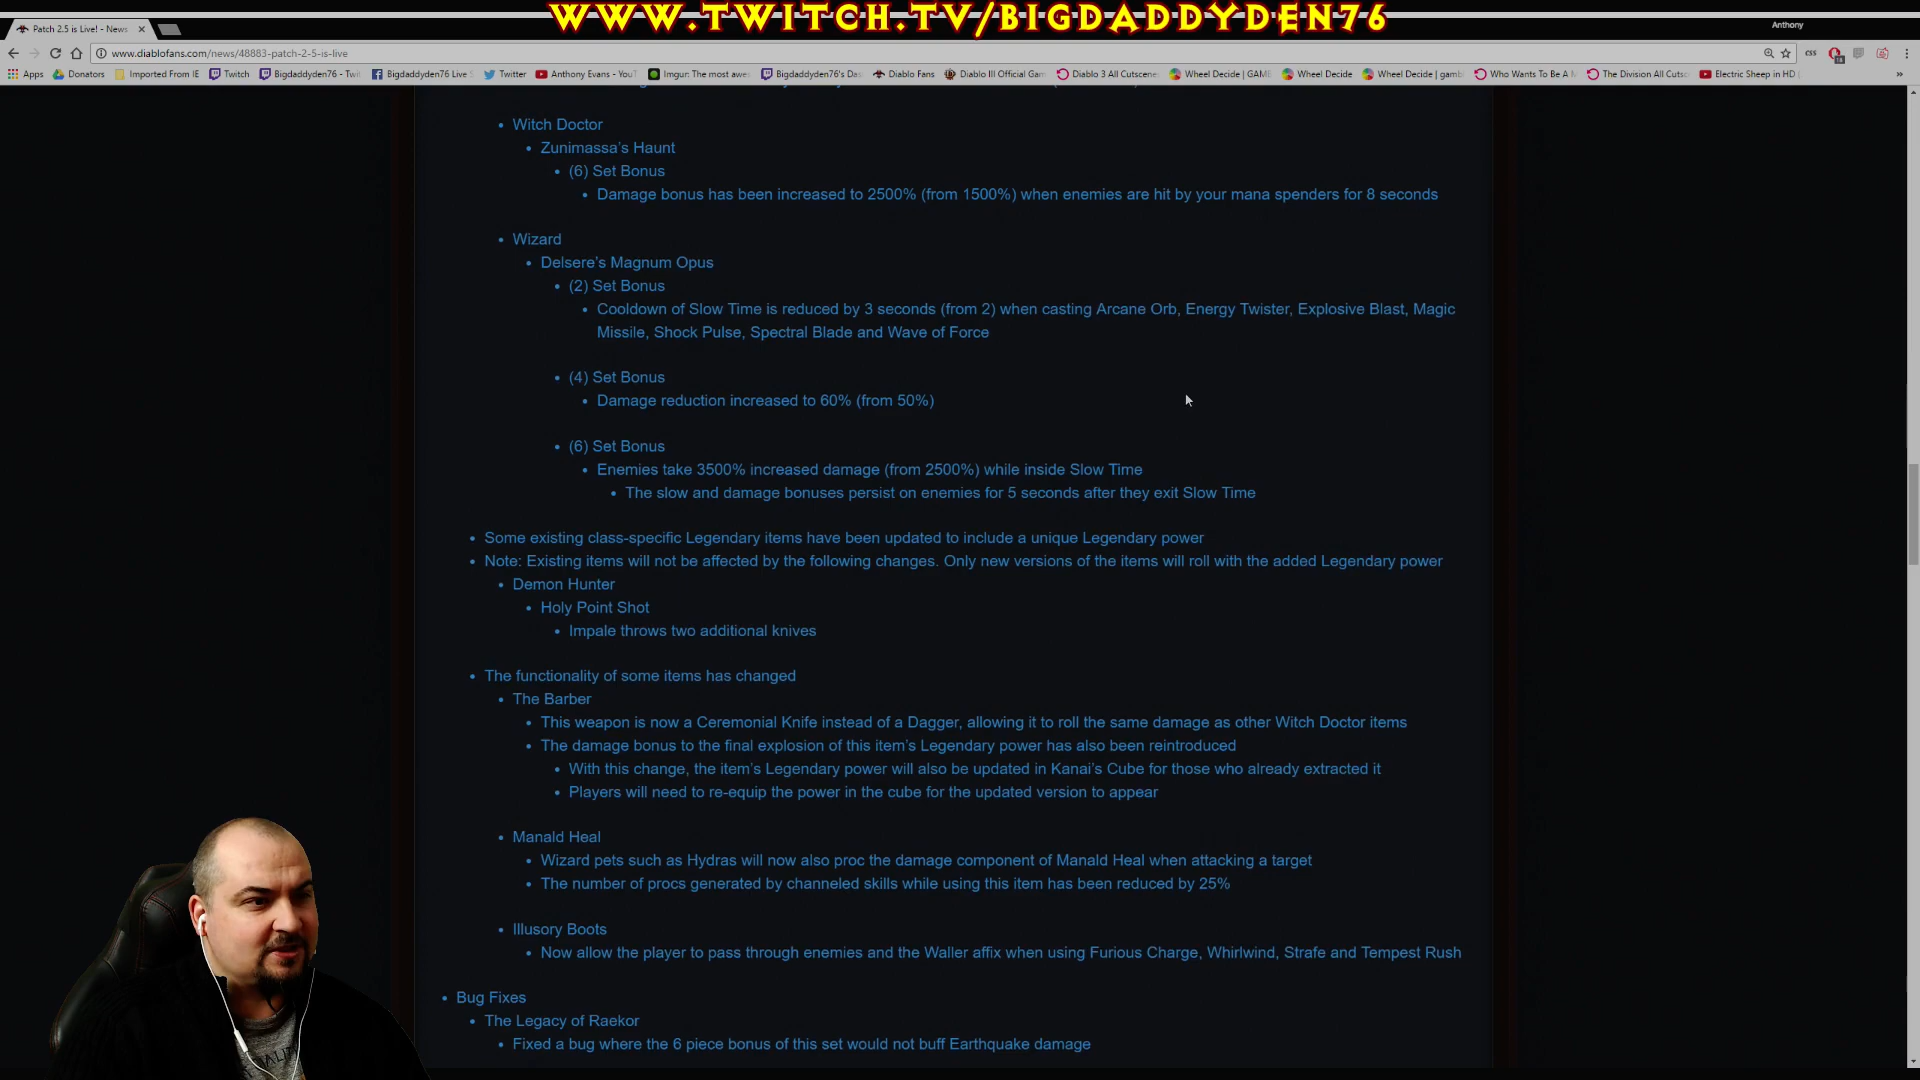 WWW.TWITCH.TV/BIGDADDYDEN76
Patch 2.5 is Live! - News
Anthony
www.diablofans.com/news/48883-patch-2-5-is-live
css
Apps Donators Imported From IE Twitch Bigdaddyden76 - Twi Bigdaddyden76 Live Twitter Anthony Evans - YouT Imgur: The most awe Bigdaddyden76's Das Diablo Fans Diablo III Official Gam Diablo 3 All Cutscene Wheel Decide | GAM Wheel Decide Wheel Decide | gamb Who Wants To Be A M The Division All Cutsc Electric Sheep in HD (
Witch Doctor
Zunimassa's Haunt
(6) Set Bonus
Damage bonus has been increased to 2500% (from 1500%) when enemies are hit by your mana spenders for 8 seconds
Wizard
Delsere's Magnum Opus
(2) Set Bonus
Cooldown of Slow Time is reduced by 3 seconds (from 2) when casting Arcane Orb, Energy Twister, Explosive Blast, Magic
Missile, Shock Pulse, Spectral Blade and Wave of Force
(4) Set Bonus
Damage reduction increased to 60% (from 50%)
(6) Set Bonus
Enemies take 3500% increased damage (from 2500%) while inside Slow Time
The slow and damage bonuses persist on enemies for 5 seconds after they exit Slow Time
Some existing class-specific Legendary items have been updated to include a unique Legendary power
Note: Existing items will not be affected by the following changes. Only new versions of the items will roll with the added Legendary power
Demon Hunter
Holy Point Shot
Impale throws two additional knives
The functionality of some items has changed
The Barber
This weapon is now a Ceremonial Knife instead of a Dagger, allowing it to roll the same damage as other Witch Doctor items
The damage bonus to the final explosion of this item's Legendary power has also been reintroduced
With this change, the item's Legendary power will also be updated in Kanai's Cube for those who already extracted it
Players will need to re-equip the power in the cube for the updated version to appear
Manald Heal
Wizard pets such as Hydras will now also proc the damage component of Manald Heal when attacking a target
The number of procs generated by channeled skills while using this item has been reduced by 25%
Illusory Boots
Now allow the player to pass through enemies and the Waller affix when using Furious Charge, Whirlwind, Strafe and Tempest Rush
Bug Fixes
The Legacy of Raekor
Fixed a bug where the 6 piece bonus of this set would not buff Earthquake damage